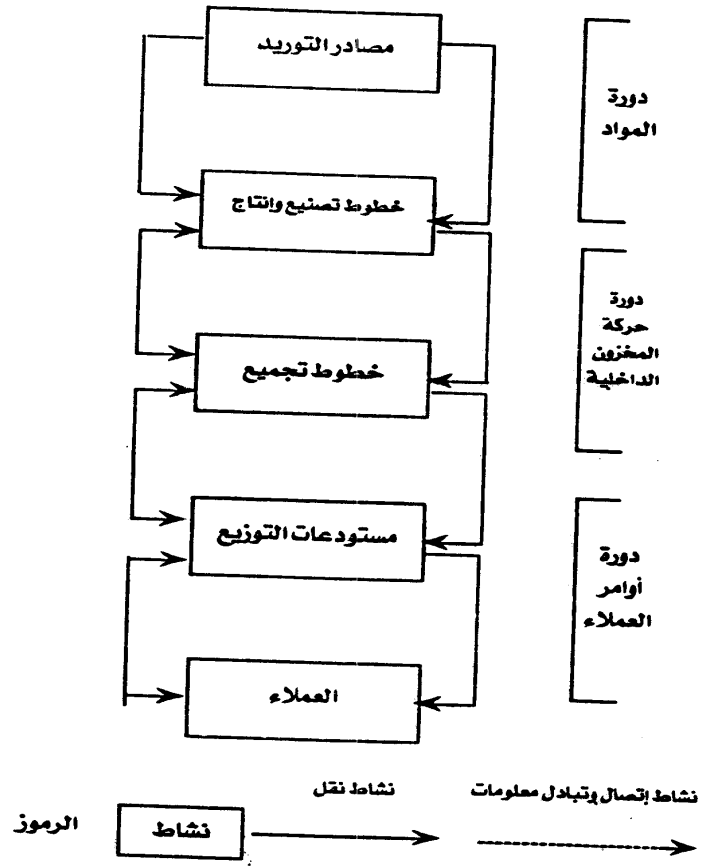 مصادر التوريد
دورة
المواد
خطوط تصنيع وإنتاج
دورة
حركة
المخزون
الداخلية
خطوط تجميع
مستودعات التوزيع
دورة
أوامر
العملاء
العملاء
نشاط نقل
نشاط إتصال وتبادل معلومات
الرموز
نشاط